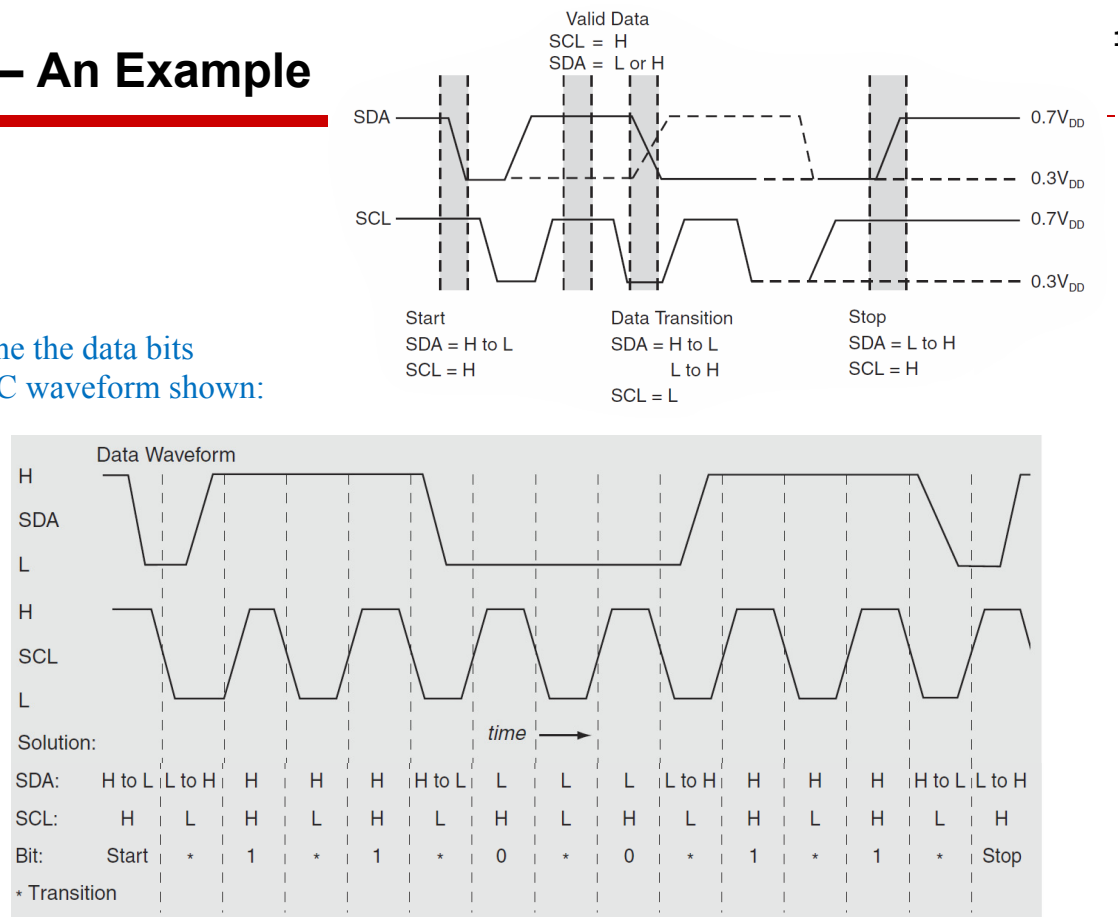 – An Example
Valid Data
SCL = H
SDA = L or H
SDA
0.7VDD
0.3VDD
SCL
0.7VDD
0.3VDD
Start
SDA = H to L
SCL = H
Data Transition
SDA = H to L
L to H
SCL = L
Stop
SDA = L to H
SCL = H
the data bits
C waveform shown:
Data Waveform
H
SDA
L
H
SCL
L
time
Solution:
SDA: H to L L to H H H H H to L L L L L to H H H H H to L L to H
SCL: H L H L H L H L H L H L H L H
Bit: Start * 1 * 1 * 0 * 0 * 1 * 1 * Stop
* Transition